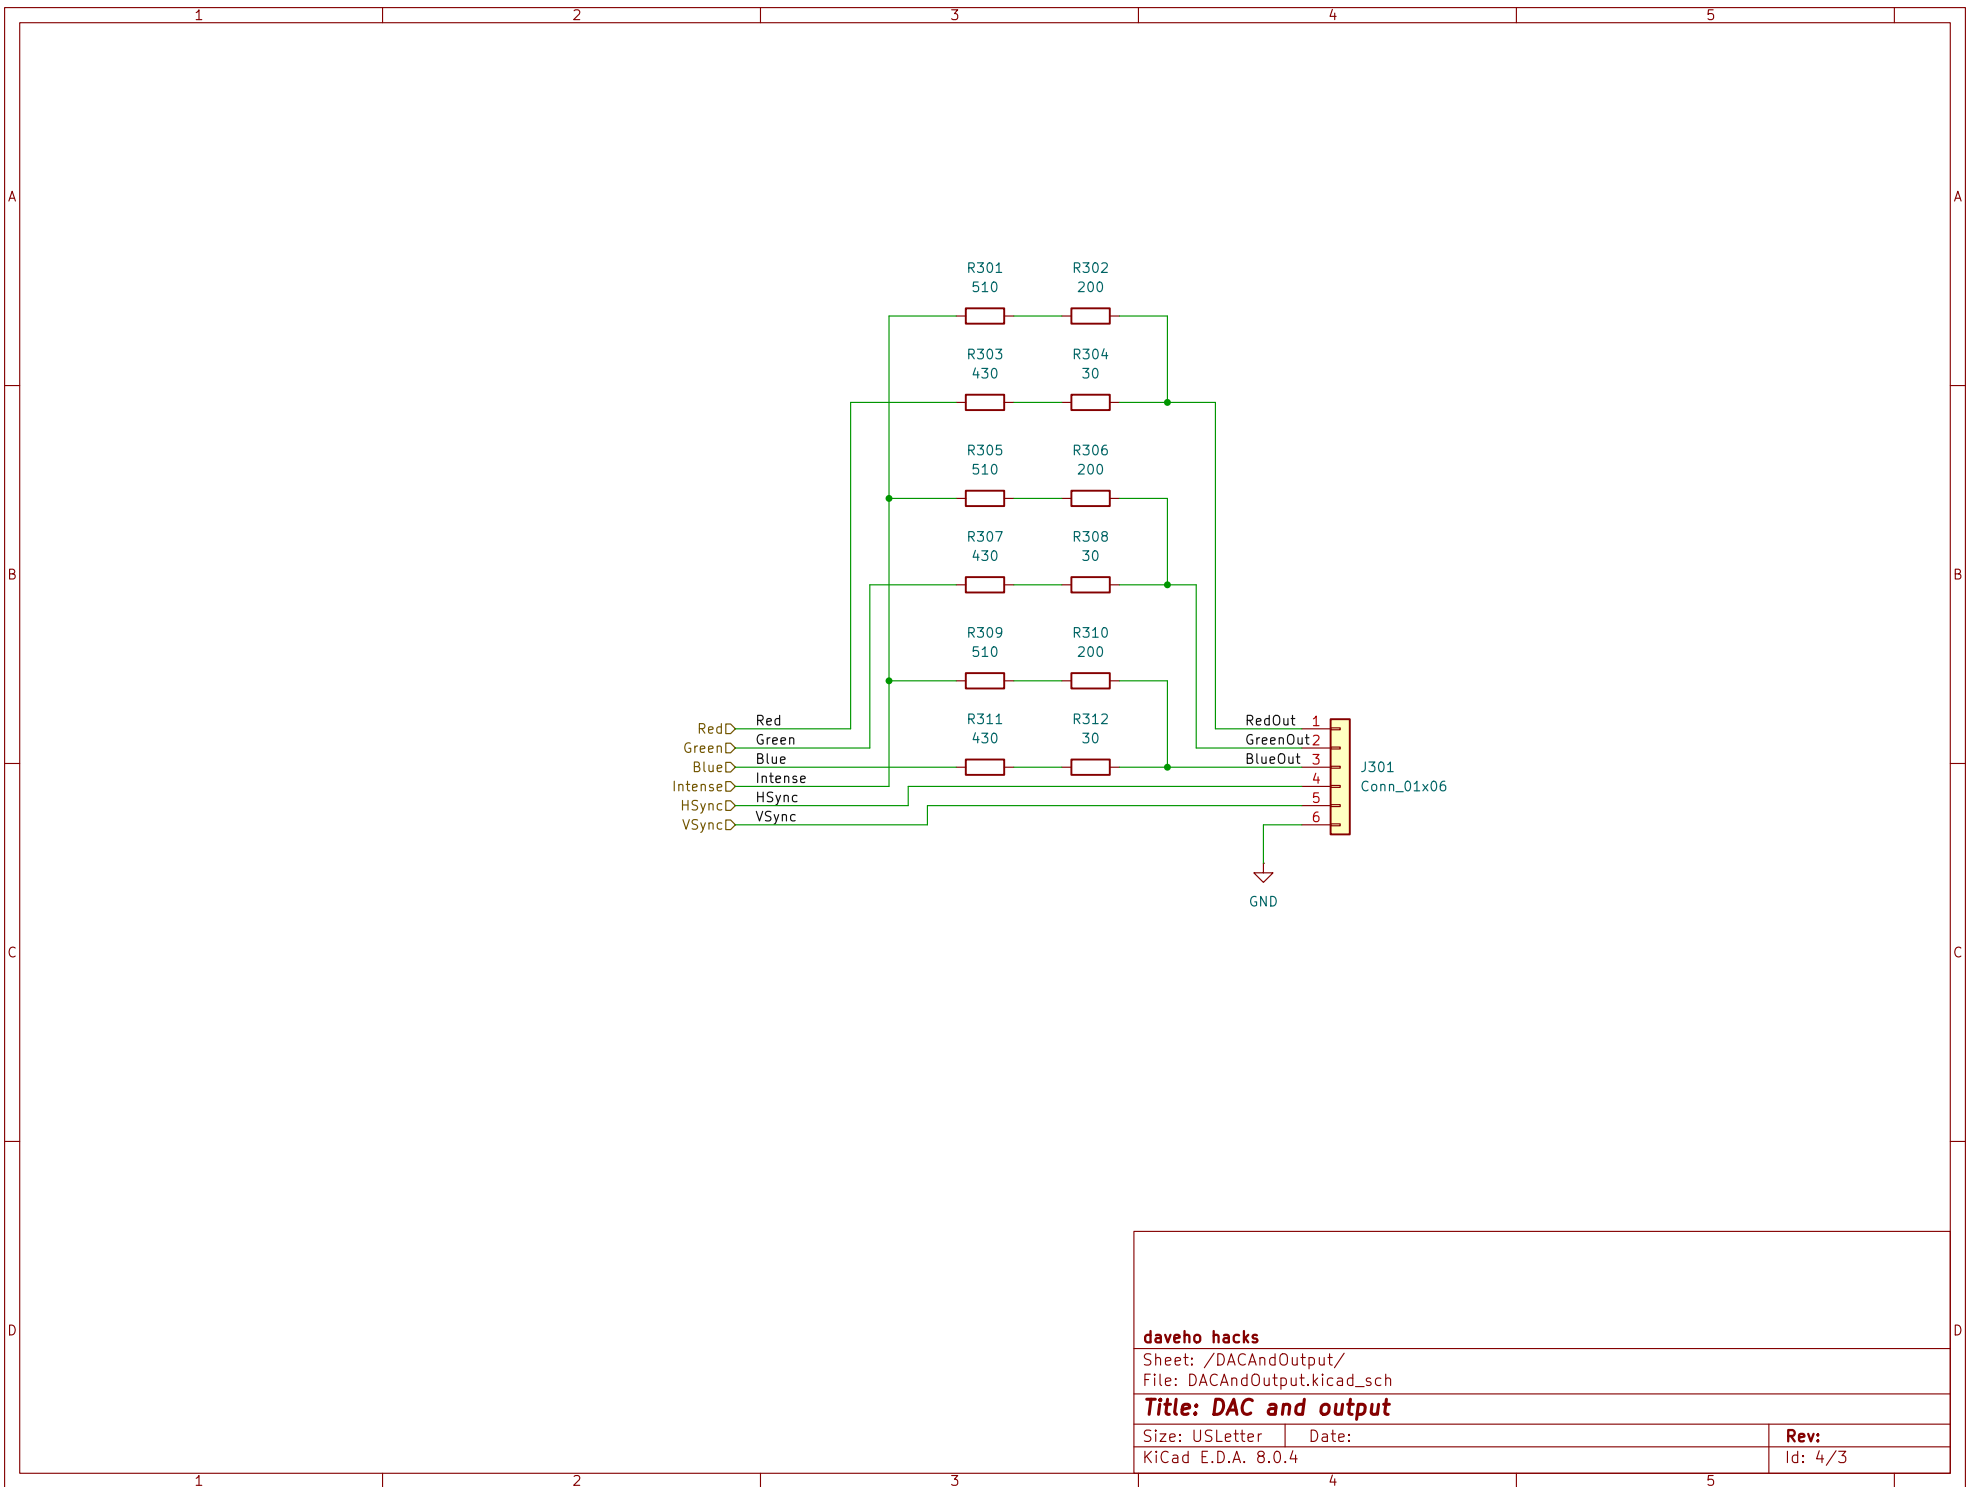 1 2 3 4 5
A A
R301 R302
510 200
R303 R304
430 30
R305 R306
510 200
R307 R308
430 30
B B
R309 R310
510 200
R311 R312
430 30
Red Red RedOut 1
Green Green GreenOut 2
Blue Blue BlueOut 3 J301
Intense Intense 4 Conn_01x06
HSync HSync 5
VSync VSync 6
GND
C C
D D
daveho hacks
Sheet: /DACAndOutput/
File: DACAndOutput.kicad_sch
Title: DAC and output
Size: USLetter Date: Rev:
KiCad E.D.A. 8.0.4 Id: 4/3
1 2 3 4 5